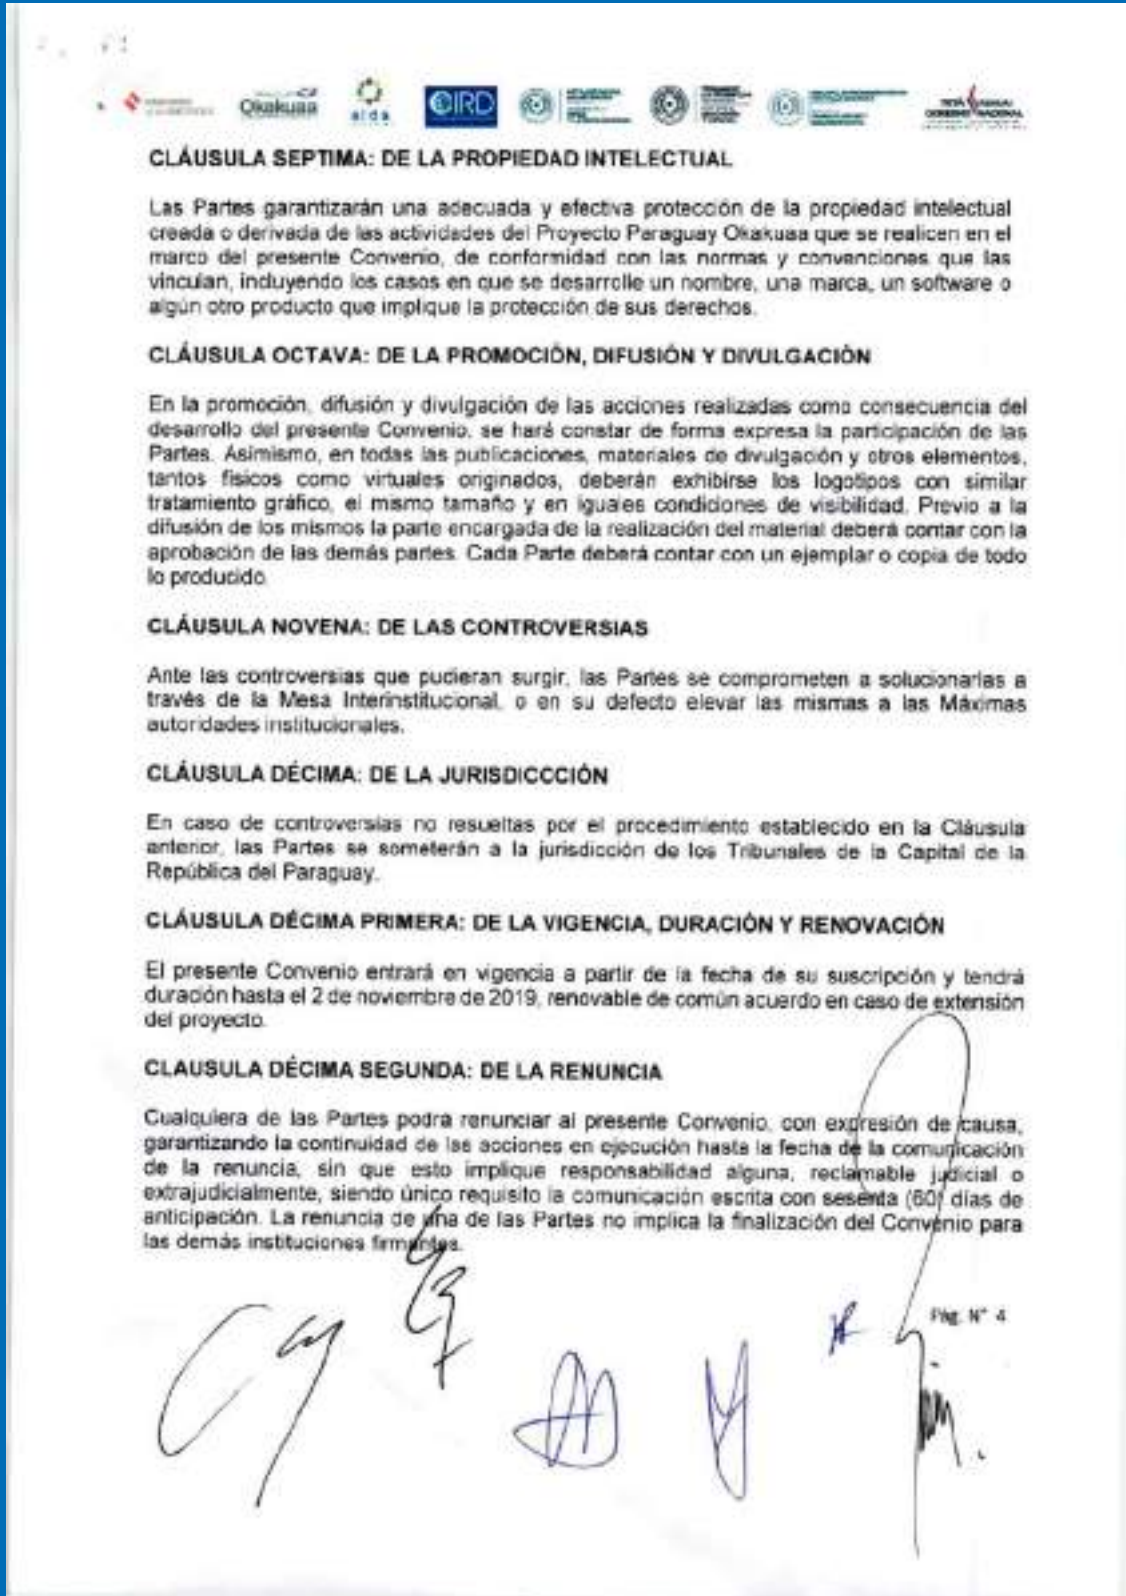 Okakuaa
aida
CIRD
TETÃ REKUÁI
GOBIERNO NACIONAL
CLÁUSULA SEPTIMA: DE LA PROPIEDAD INTELECTUAL
Las Partes garantizarán una adecuada y efectiva protección de la propiedad intelectual
creada o derivada de las actividades del Proyecto Paraguay Okakuaa que se realicen en el
marco del presente Convenio, de conformidad con las normas y convenciones que las
vinculan, incluyendo los casos en que se desarrolle un nombre, una marca, un software o
algún otro producto que implique la protección de sus derechos.
CLÁUSULA OCTAVA: DE LA PROMOCIÓN, DIFUSIÓN Y DIVULGACIÓN
En la promoción, difusión y divulgación de las acciones realizadas como consecuencia del
desarrollo del presente Convenio, se hará constar de forma expresa la participación de las
Partes. Asimismo, en todas las publicaciones, materiales de divulgación y otros elementos,
tantos físicos como virtuales originados, deberán exhibirse los logotipos con similar
tratamiento gráfico, el mismo tamaño y en iguales condiciones de visibilidad. Previo a la
difusión de los mismos la parte encargada de la realización del material deberá contar con la
aprobación de las demás partes. Cada Parte deberá contar con un ejemplar o copia de todo
lo producido.
CLÁUSULA NOVENA: DE LAS CONTROVERSIAS
Ante las controversias que pudieran surgir, las Partes se comprometen a solucionarlas a
través de la Mesa Interinstitucional, o en su defecto elevar las mismas a las Máximas
autoridades institucionales.
CLÁUSULA DÉCIMA: DE LA JURISDICCCIÓN
En caso de controversias no resueltas por el procedimiento establecido en la Cláusula
anterior, las Partes se someterán a la jurisdicción de los Tribunales de la Capital de la
República del Paraguay.
CLÁUSULA DÉCIMA PRIMERA: DE LA VIGENCIA, DURACIÓN Y RENOVACIÓN
El presente Convenio entrará en vigencia a partir de la fecha de su suscripción y tendrá
duración hasta el 2 de noviembre de 2019, renovable de común acuerdo en caso de extensión
del proyecto.
CLAUSULA DÉCIMA SEGUNDA: DE LA RENUNCIA
Cualquiera de las Partes podrá renunciar al presente Convenio, con expresión de causa,
garantizando la continuidad de las acciones en ejecución hasta la fecha de la comunicación
de la renuncia, sin que esto implique responsabilidad alguna, reclamable judicial o
extrajudicialmente, siendo único requisito la comunicación escrita con sesenta (60) días de
anticipación. La renuncia de una de las Partes no implica la finalización del Convenio para
las demás instituciones firmantes.
Pág. N° 4